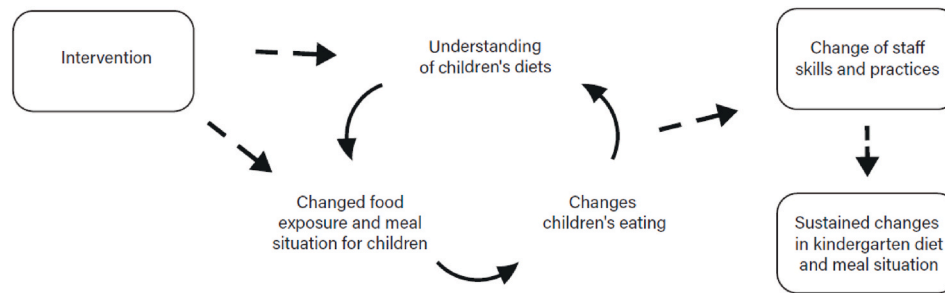 Intervention
Understanding
of children's diets
Change of staff
skills and practices
Changed food
exposure and meal
situation for children
Changes
children's eating
Sustained changes
in kindergarten diet
and meal situation